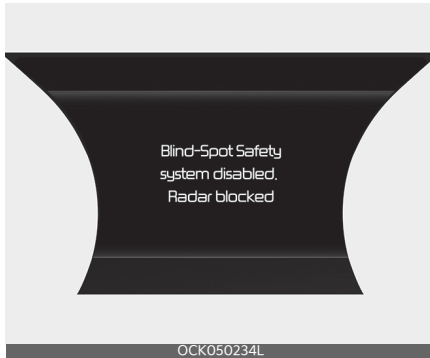 Blind-Spot Safety
system disabled.
Radar blocked
OCK050234L